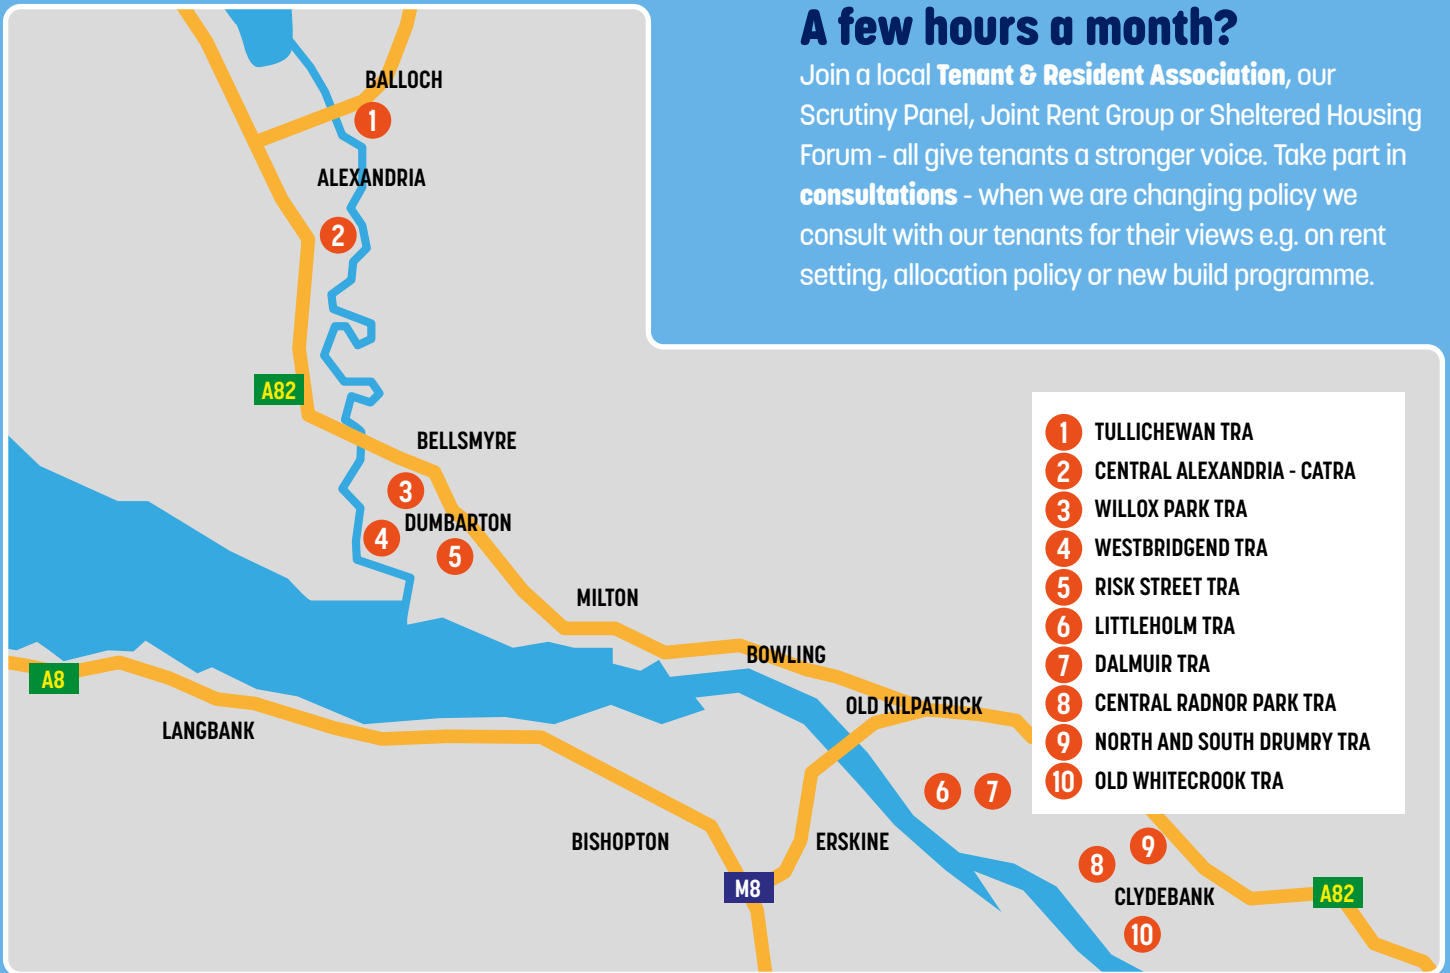 A few hours a month?
Join a local Tenant & Resident Association, our
Scrutiny Panel, Joint Rent Group or Sheltered Housing
Forum - all give tenants a stronger voice. Take part in
consultations - when we are changing policy we
consult with our tenants for their views e.g. on rent
setting, allocation policy or new build programme.
BALLOCH
1
ALEXANDRIA
2
A82
BELLSMYRE
3
DUMBARTON
4
5
MILTON
BOWLING
A8
OLD KILPATRICK
LANGBANK
6 7
BISHOPTON
ERSKINE
M8
9
8
CLYDEBANK
A82
10
1 TULLICHEWAN TRA
2 CENTRAL ALEXANDRIA - CATRA
3 WILLOX PARK TRA
4 WESTBRIDGEND TRA
5 RISK STREET TRA
6 LITTLEHOLM TRA
7 DALMUIR TRA
8 CENTRAL RADNOR PARK TRA
9 NORTH AND SOUTH DRUMRY TRA
10 OLD WHITECROOK TRA